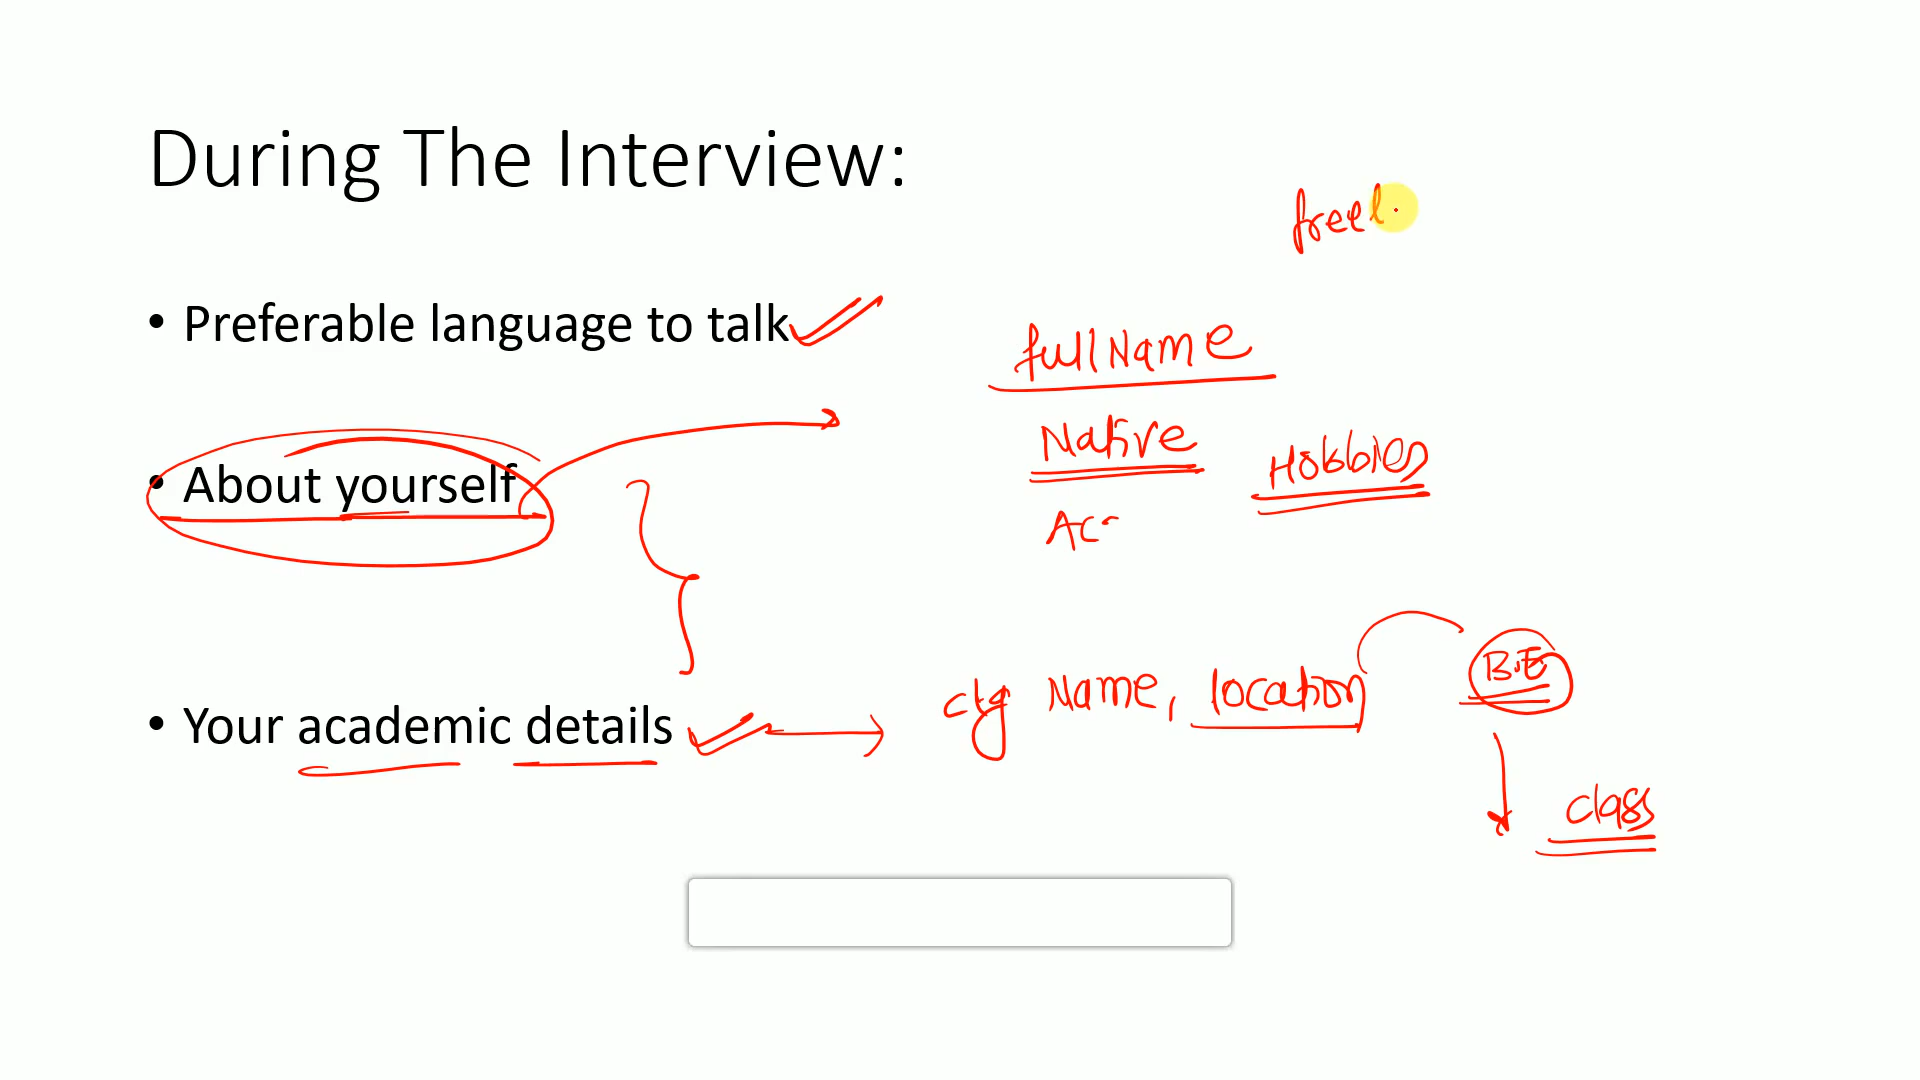 During The Interview:
freel
• Preferable language to talk
fullName
Native
Hobbies
• About yourself
AC
B.E
• Your academic details
clg Name, location
class